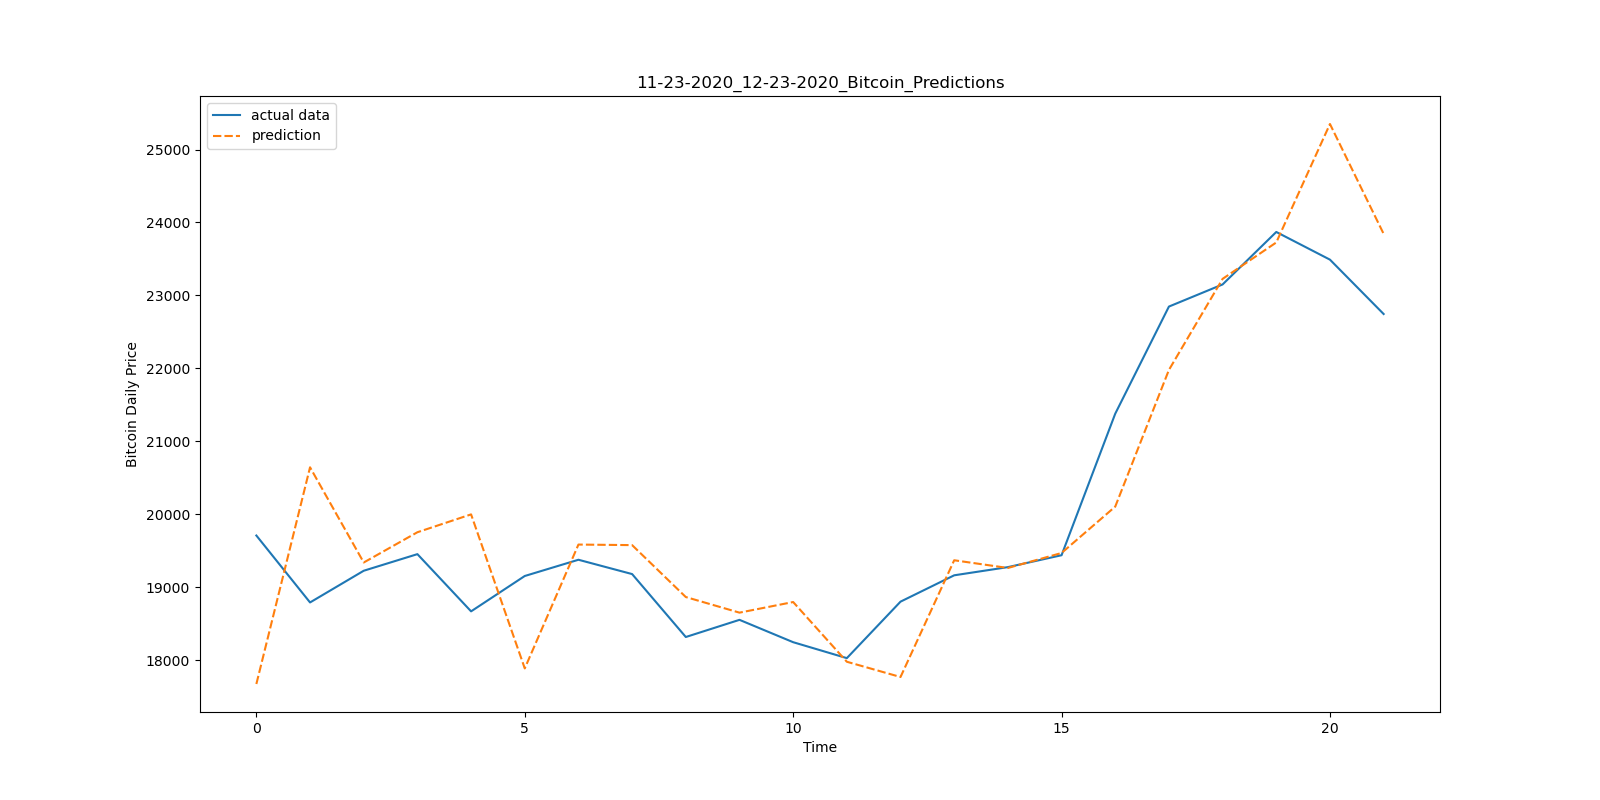 11-23-2020_12-23-2020_Bitcoin_Predictions
actual data
prediction
25000
24000
23000
22000
21000
20000
19000
18000
Bitcoin Daily Price
0 5 10 15 20
Time